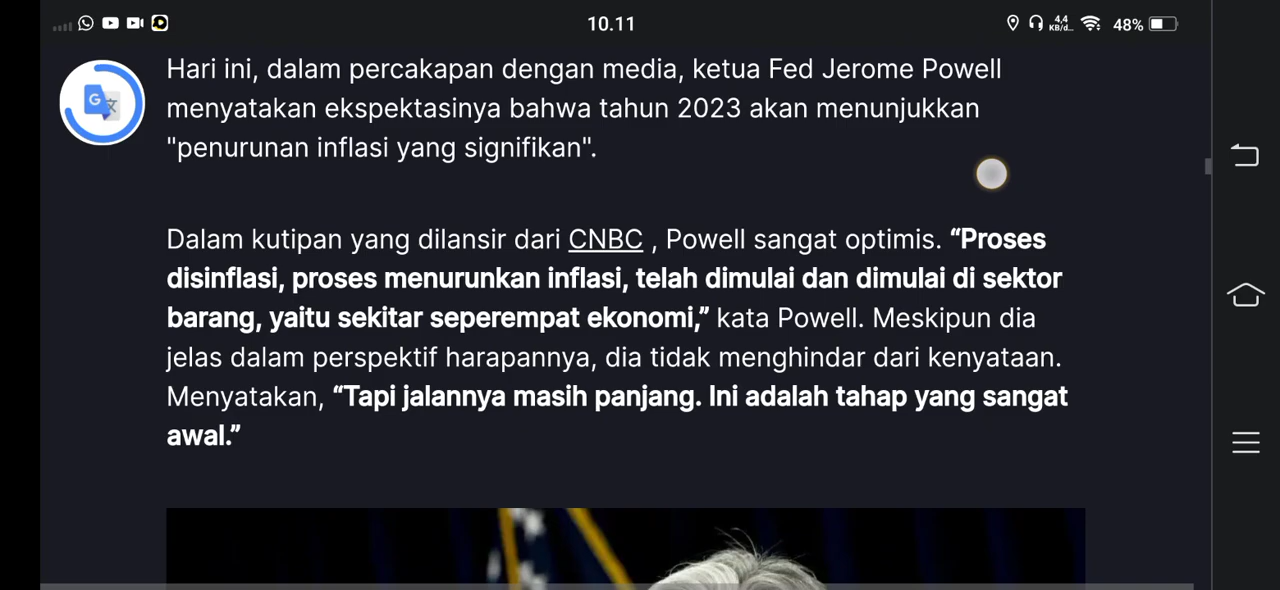 10.11
4,4
KB/d...
48%
Hari ini, dalam percakapan dengan media, ketua Fed Jerome Powell
menyatakan ekspektasinya bahwa tahun 2023 akan menunjukkan
"penurunan inflasi yang signifikan".
Dalam kutipan yang dilansir dari CNBC , Powell sangat optimis. “Proses
disinflasi, proses menurunkan inflasi, telah dimulai dan dimulai di sektor
barang, yaitu sekitar seperempat ekonomi,” kata Powell. Meskipun dia
jelas dalam perspektif harapannya, dia tidak menghindar dari kenyataan.
Menyatakan, “Tapi jalannya masih panjang. Ini adalah tahap yang sangat
awal.”